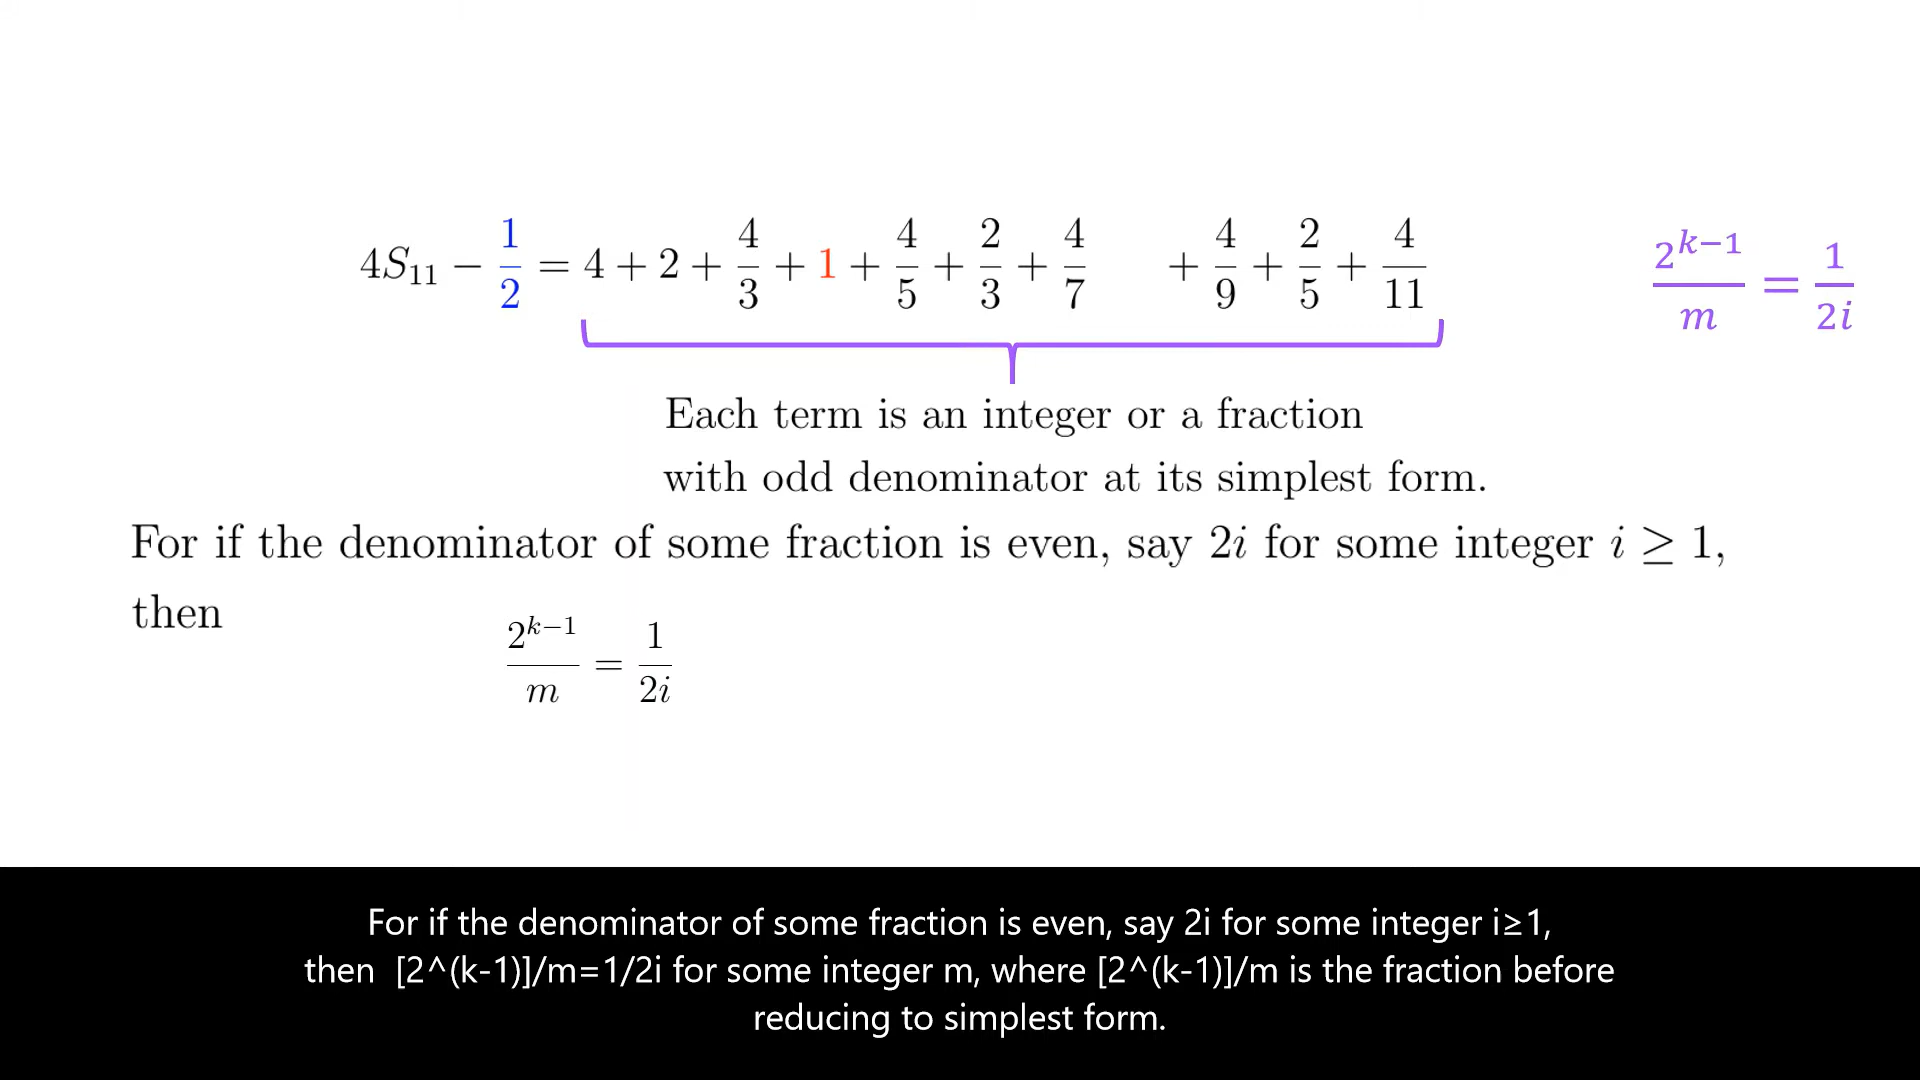 4S₁₁ − 1/2 = 4 + 2 + 4/3 + 1 + 4/5 + 2/3 + 4/7 + 4/9 + 2/5 + 4/11
2^(k−1)/m = 1/(2i)
Each term is an integer or a fraction
with odd denominator at its simplest form.
For if the denominator of some fraction is even, say 2i for some integer i ≥ 1,
then
2^(k−1)/m = 1/(2i)
For if the denominator of some fraction is even, say 2i for some integer i≥1,
then [2^(k-1)]/m=1/2i for some integer m, where [2^(k-1)]/m is the fraction before
reducing to simplest form.